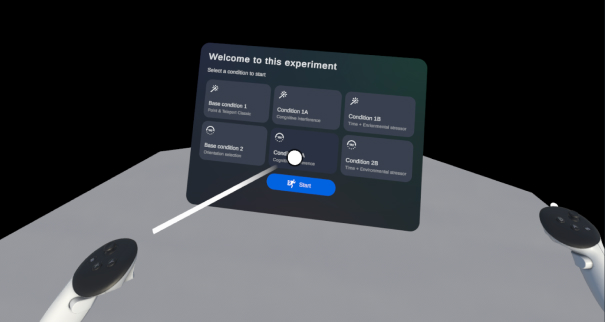 Welcome to this experiment
Select a condition to start
Base condition 1
Point & Teleport Classic
Condition 1A
Congnitive Interference
Condition 1B
Time + Environmental stressor
Base condition 2
Orientation selection
Condition 2B
Time + Environmental stressor
Start